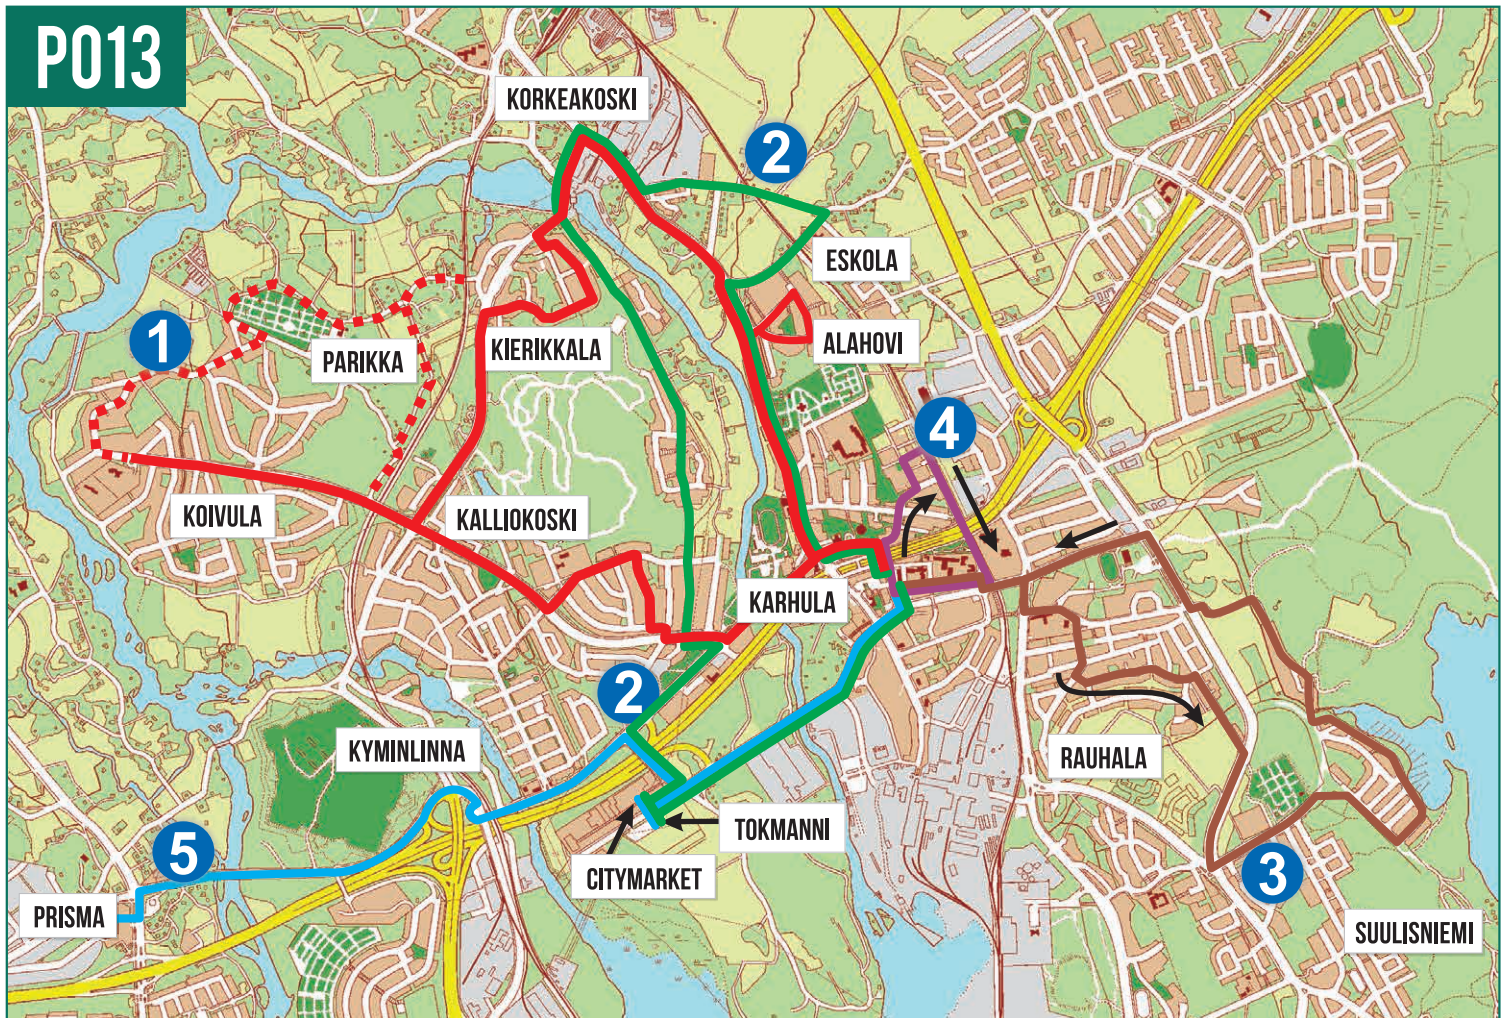 P013
KORKEAKOSKI
2
ESKOLA
1
PARIKKA
KIERIKKALA
ALAHOVI
4
KOIVULA
KALLIOKOSKI
KARHULA
2
KYMINLINNA
RAUHALA
5
TOKMANNI
CITYMARKET
3
PRISMA
SUULISNIEMI